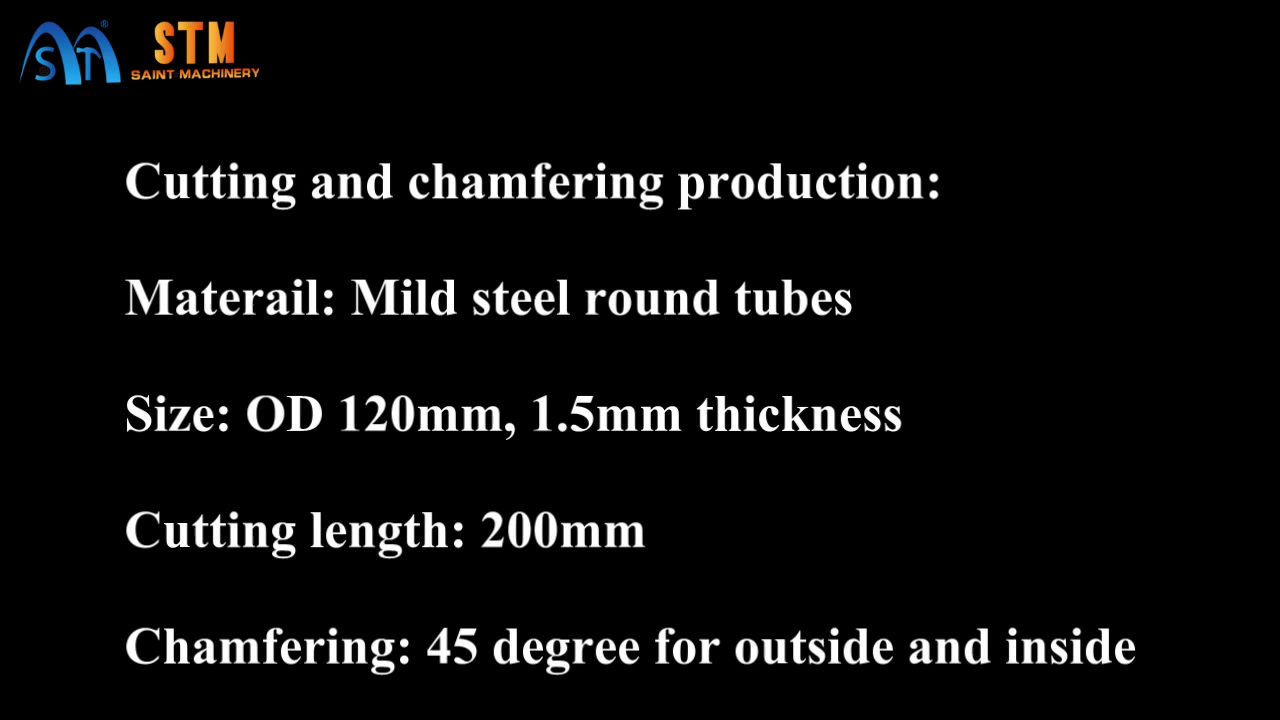 ST®
STM
SAINT MACHINERY
Cutting and chamfering production:
Materail: Mild steel round tubes
Size: OD 120mm, 1.5mm thickness
Cutting length: 200mm
Chamfering: 45 degree for outside and inside